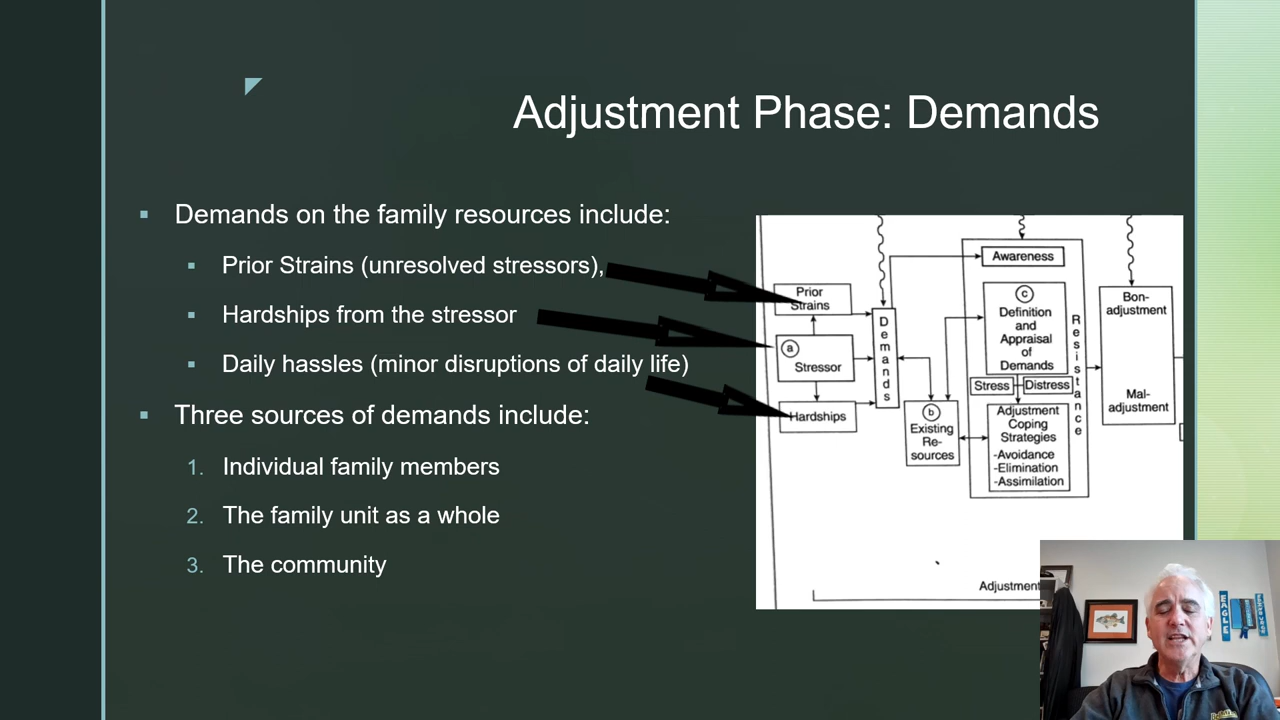 Adjustment Phase: Demands
Demands on the family resources include:
Prior Strains (unresolved stressors),
Hardships from the stressor
Daily hassles (minor disruptions of daily life)
Three sources of demands include:
1. Individual family members
2. The family unit as a whole
3. The community
Prior
Strains
a
Stressor
Hardships
Demands
b
Existing
Re-
sources
Awareness
c
Definition
and
Appraisal
of
Demands
Stress
Distress
Adjustment
Coping
Strategies
-Avoidance
-Elimination
-Assimilation
Resistance
Bon-
adjustment
Mal-
adjustment
Adjustment
EAGLE